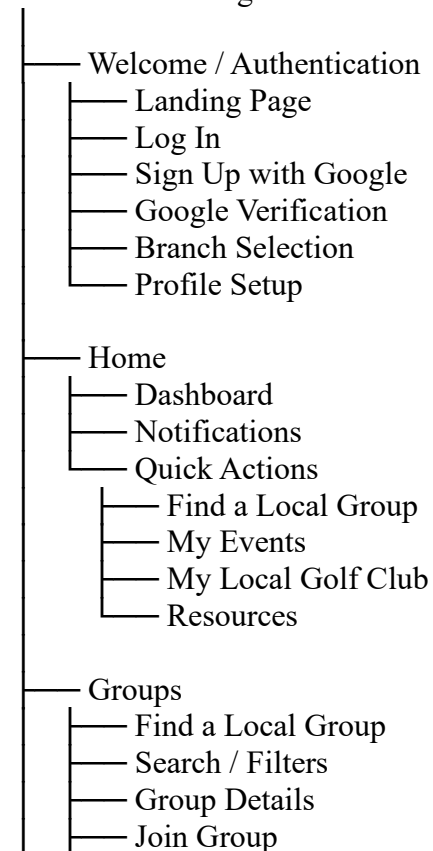 Welcome / Authentication
Landing Page
Log In
Sign Up with Google
Google Verification
Branch Selection
Profile Setup
Home
Dashboard
Notifications
Quick Actions
Find a Local Group
My Events
My Local Golf Club
Resources
Groups
Find a Local Group
Search / Filters
Group Details
Join Group